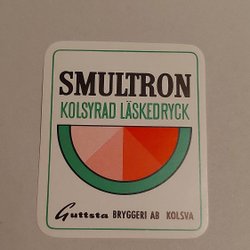 SMULTRON
KOLSYRAD LÄSKEDRYCK
Guttsta BRYGGERI AB KOLSVA